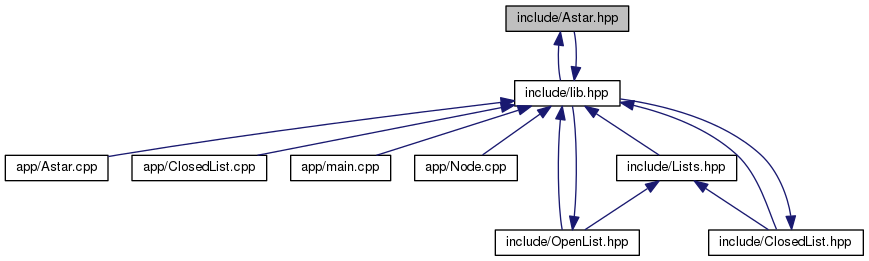 include/Astar.hpp
include/lib.hpp
app/Astar.cpp
app/ClosedList.cpp
app/main.cpp
app/Node.cpp
include/Lists.hpp
include/OpenList.hpp
include/ClosedList.hpp